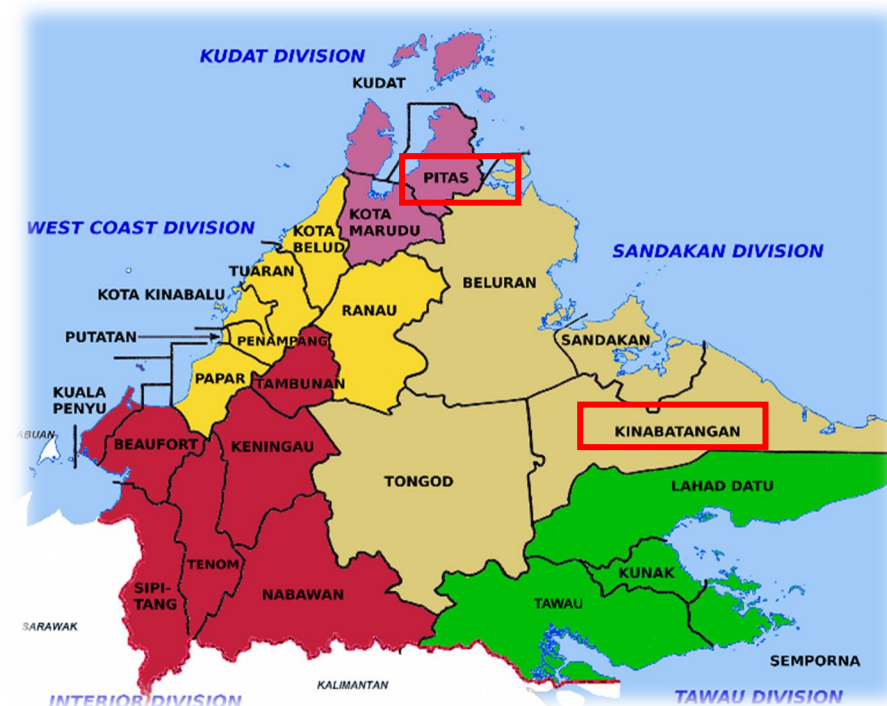 KUDAT DIVISION
KUDAT
PITAS
WEST COAST DIVISION
KOTA
MARUDU
KOTA
BELUD
SANDAKAN DIVISION
TUARAN
BELURAN
KOTA KINABALU
RANAU
PUTATAN
PENAMPANG
SANDAKAN
PAPAR
TAMBUNAN
KUALA
PENYU
KINABATANGAN
ABUAN
BEAUFORT
KENINGAU
TONGOD
LAHAD DATU
TENOM
KUNAK
SIPI-
TANG
NABAWAN
TAWAU
SARAWAK
SEMPORNA
KALIMANTAN
INTERIOR DIVISION
TAWAU DIVISION